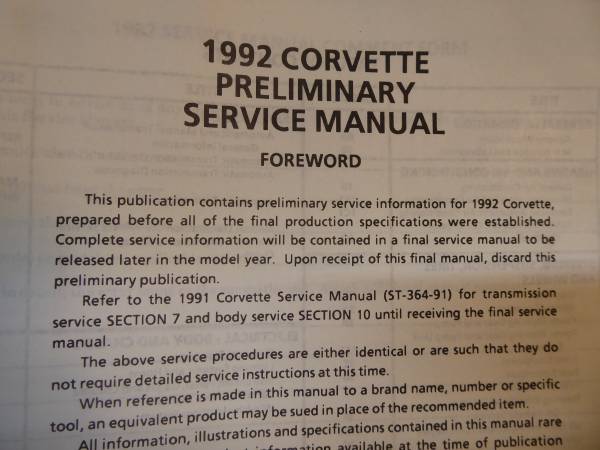 1992 CORVETTE
PRELIMINARY
SERVICE MANUAL
FOREWORD
This publication contains preliminary service information for 1992 Corvette,
prepared before all of the final production specifications were established.
Complete service information will be contained in a final service manual to be
released later in the model year. Upon receipt of this final manual, discard this
preliminary publication.
Refer to the 1991 Corvette Service Manual (ST-364-91) for transmission
service SECTION 7 and body service SECTION 10 until receiving the final service
manual.
The above service procedures are either identical or are such that they do
not require detailed service instructions at this time.
When reference is made in this manual to a brand name, number or specific
tool, an equivalent product may be sued in place of the recommended item.
All information, illustrations and specifications contained in this manual rare
information available at the time of publication